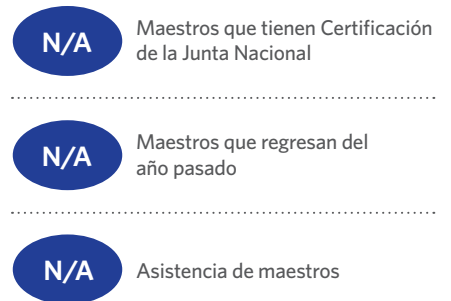 N/A
Maestros que tienen Certificación
de la Junta Nacional
N/A
Maestros que regresan del
año pasado
N/A
Asistencia de maestros